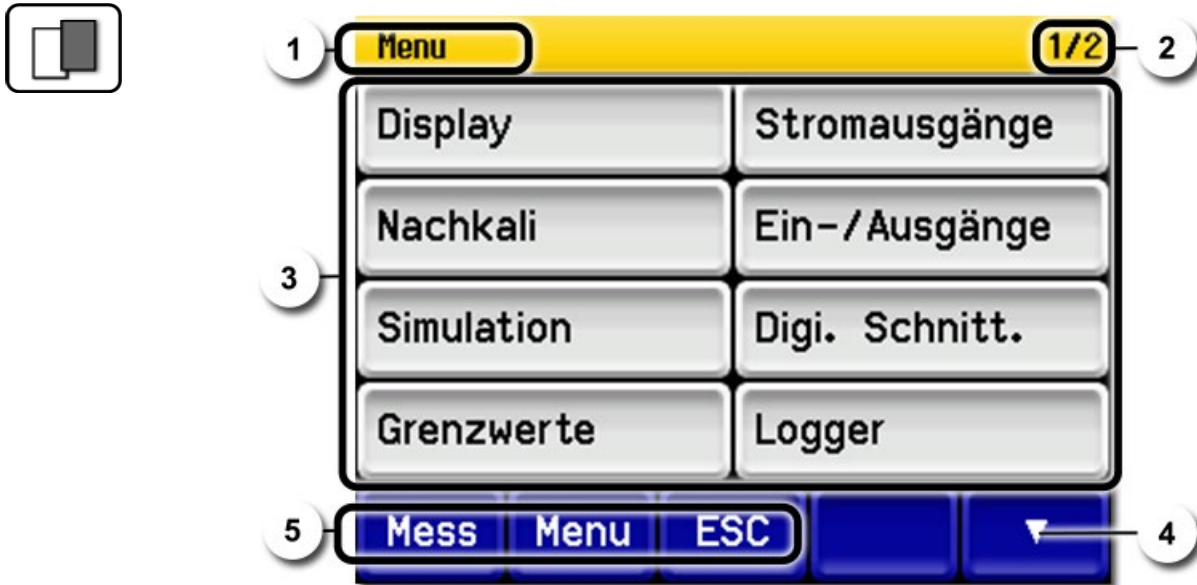 1 Menu 1/2 2
Display Stromausgänge
Nachkali Ein-/Ausgänge
3
Simulation Digi. Schnitt.
Grenzwerte Logger
5 Mess Menu ESC 4